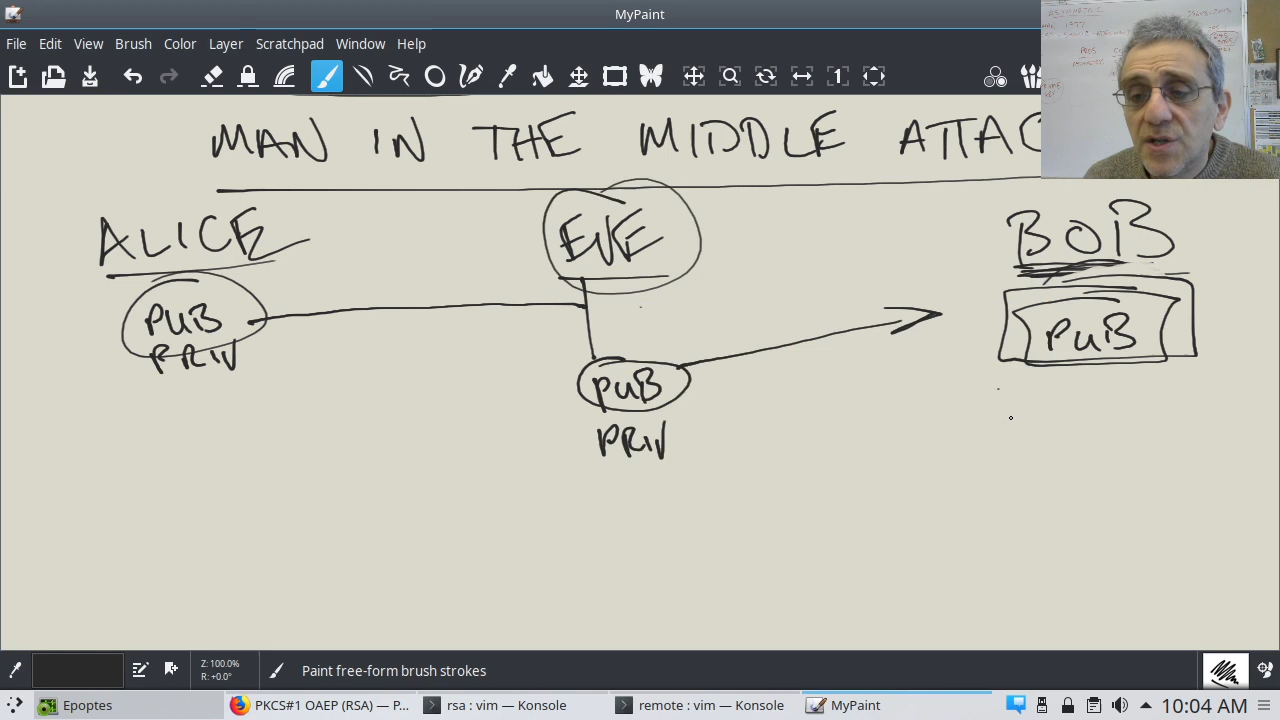 MyPaint
File Edit View Brush Color Layer Scratchpad Window Help
MAN IN THE MIDDLE ATTAC
ALICE EVE BOB
PUB PUB
PRIV PUB
PRIV
Z: 100.0%
R: +0.0°
Paint free-form brush strokes
Epoptes PKCS#1 OAEP (RSA) — P... rsa : vim — Konsole remote : vim — Konsole MyPaint 10:04 AM